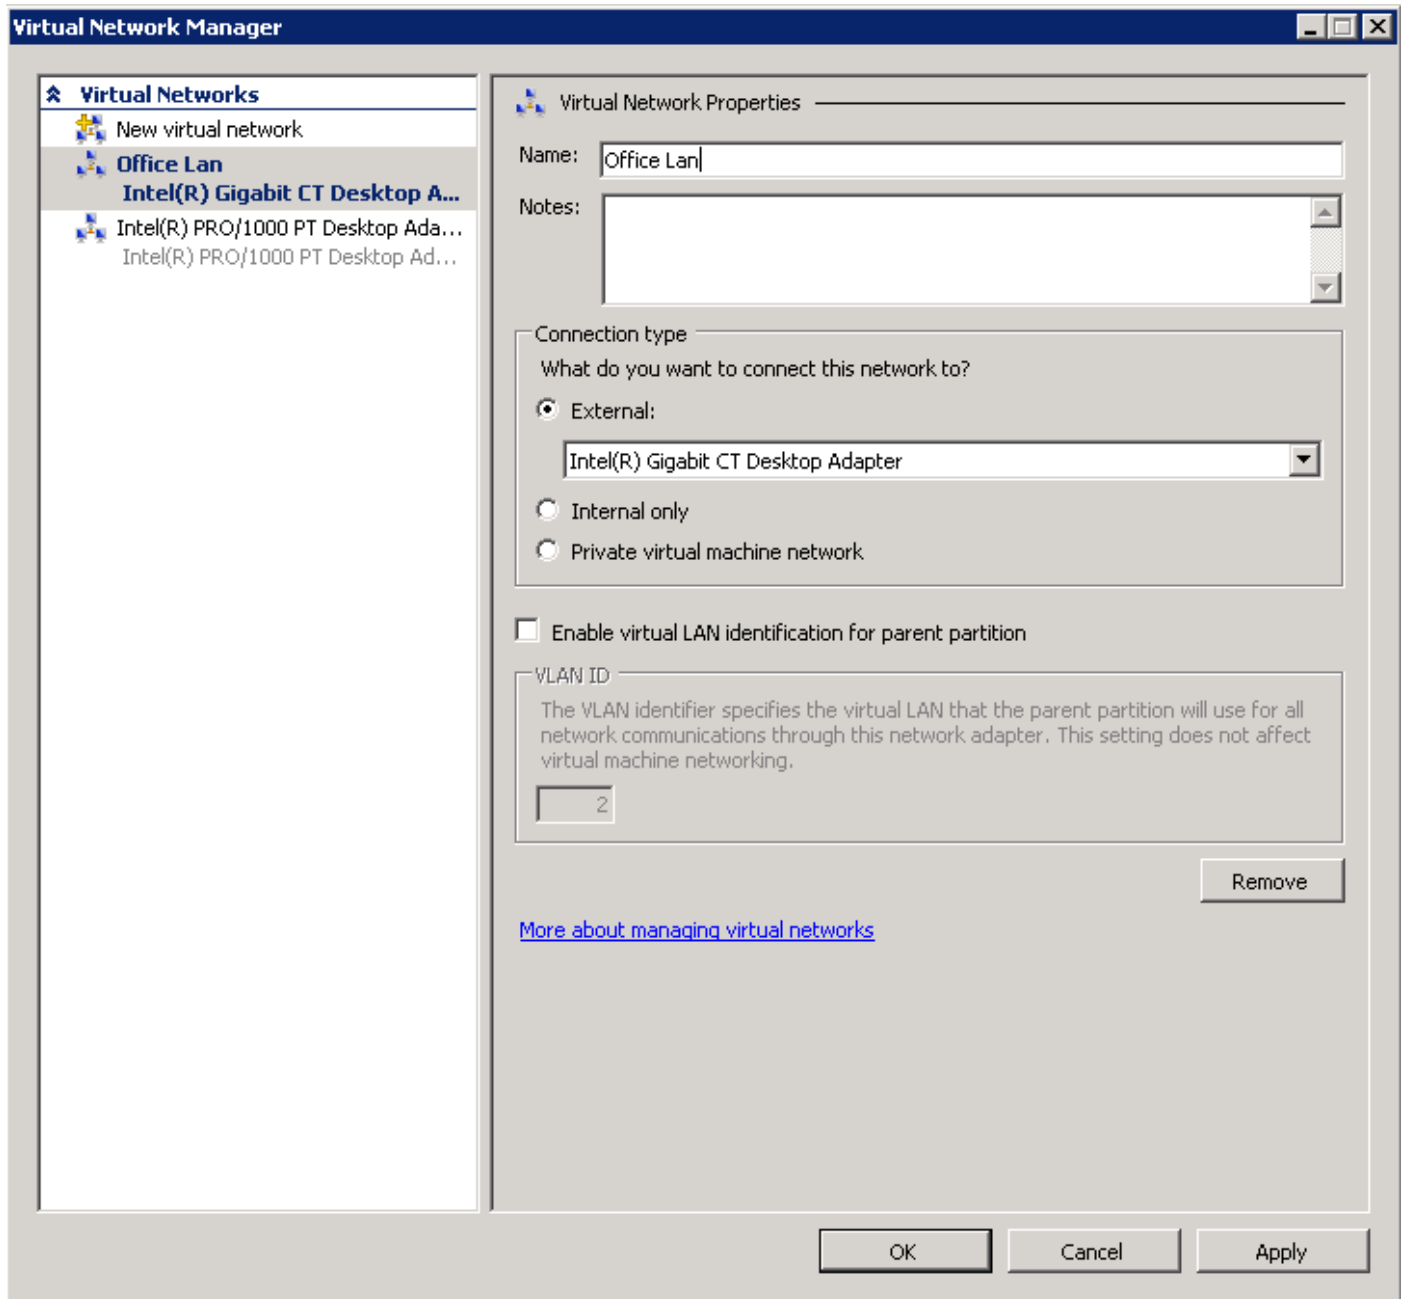 Virtual Network Manager
Virtual Networks
New virtual network
Office Lan
Intel(R) Gigabit CT Desktop A...
Intel(R) PRO/1000 PT Desktop Ada...
Intel(R) PRO/1000 PT Desktop Ad...
Virtual Network Properties
Name: Office Lan
Notes:
Connection type
What do you want to connect this network to?
External:
Intel(R) Gigabit CT Desktop Adapter
Internal only
Private virtual machine network
Enable virtual LAN identification for parent partition
VLAN ID
The VLAN identifier specifies the virtual LAN that the parent partition will use for all
network communications through this network adapter. This setting does not affect
virtual machine networking.
2
Remove
More about managing virtual networks
OK Cancel Apply